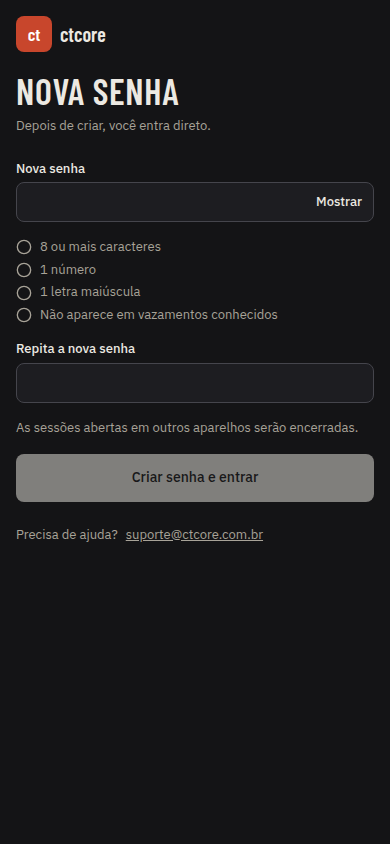 ct ctcore
NOVA SENHA
Depois de criar, você entra direto.
Nova senha
Mostrar
8 ou mais caracteres
1 número
1 letra maiúscula
Não aparece em vazamentos conhecidos
Repita a nova senha
As sessões abertas em outros aparelhos serão encerradas.
Criar senha e entrar
Precisa de ajuda? suporte@ctcore.com.br